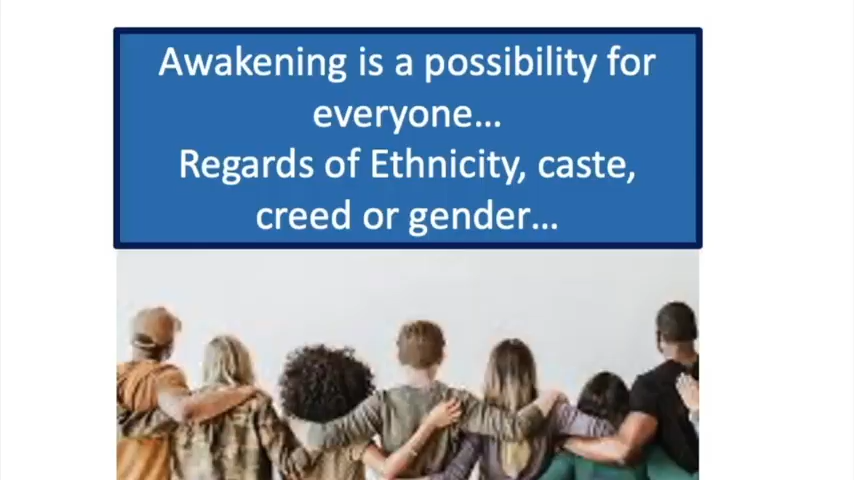 Awakening is a possibility for
everyone...
Regards of Ethnicity, caste,
creed or gender...